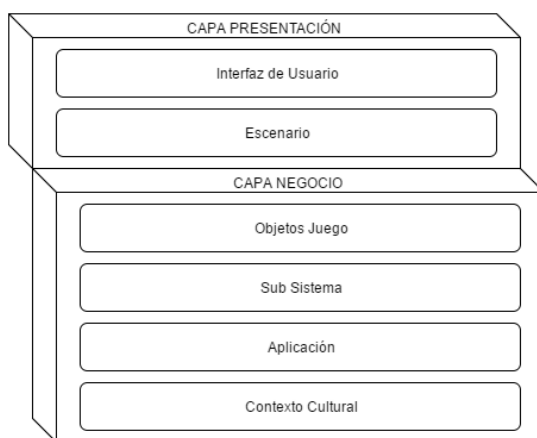 CAPA PRESENTACIÓN
Interfaz de Usuario
Escenario
CAPA NEGOCIO
Objetos Juego
Sub Sistema
Aplicación
Contexto Cultural